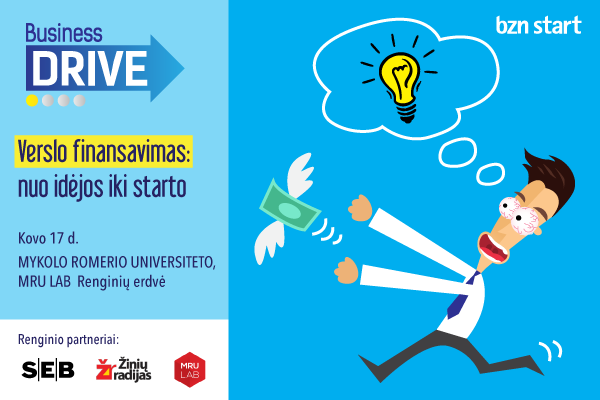 Business
DRIVE
bzn start
Verslo finansavimas:
nuo idėjos iki starto
Kovo 17 d.
MYKOLO ROMERIO UNIVERSITETO,
MRU LAB Renginių erdvė
Renginio partneriai:
S|E|B
Žr Žinių
radijas
MRU
LAB